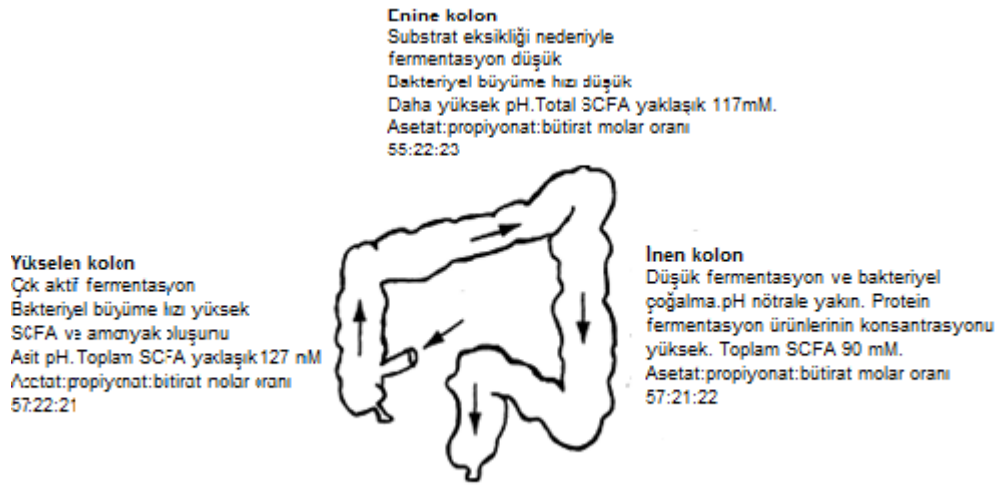 Enine kolon
Substrat eksikliği nedeniyle
fermentasyon düşük
Bakteriyel büyüme hızı düşük
Daha yüksek pH.Total SCFA yaklaşık 117mM.
Asetat:propiyonat:bütirat molar oranı
55:22:23
Yükselen kolon
Çok aktif fermentasyon
Bakteriyel büyüme hızı yüksek
SCFA ve amonyak oluşunu
Asit pH. Toplam SCFA yaklaşık 127 nM
Asetat:propiyonat:bitirat molar oranı
57:22:21
İnen kolon
Düşük fermentasyon ve bakteriyel
çoğalma.pH nötrale yakın. Protein
fermentasyon ürünlerinin konsantrasyonu
yüksek. Toplam SCFA 90 mM.
Asetat:propiyonat:bütirat molar oranı
57:21:22